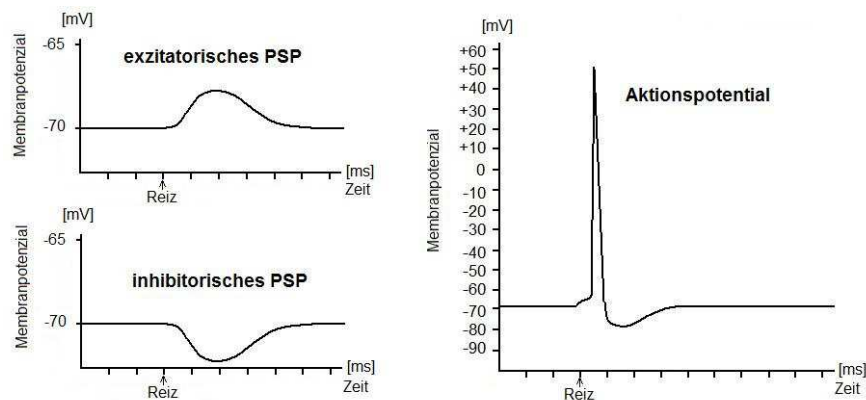 [mV]
-65
exzitatorisches PSP
Membranpotenzial
-70
[ms]
Zeit
Reiz
[mV]
-65
inhibitorisches PSP
Membranpotenzial
-70
[ms]
Zeit
Reiz
[mV]
+60
+50
+40
Aktionspotential
+30
+20
+10
0
-10
-20
-30
-40
-50
-60
-70
-80
-90
Membranpotenzial
[ms]
Zeit
Reiz